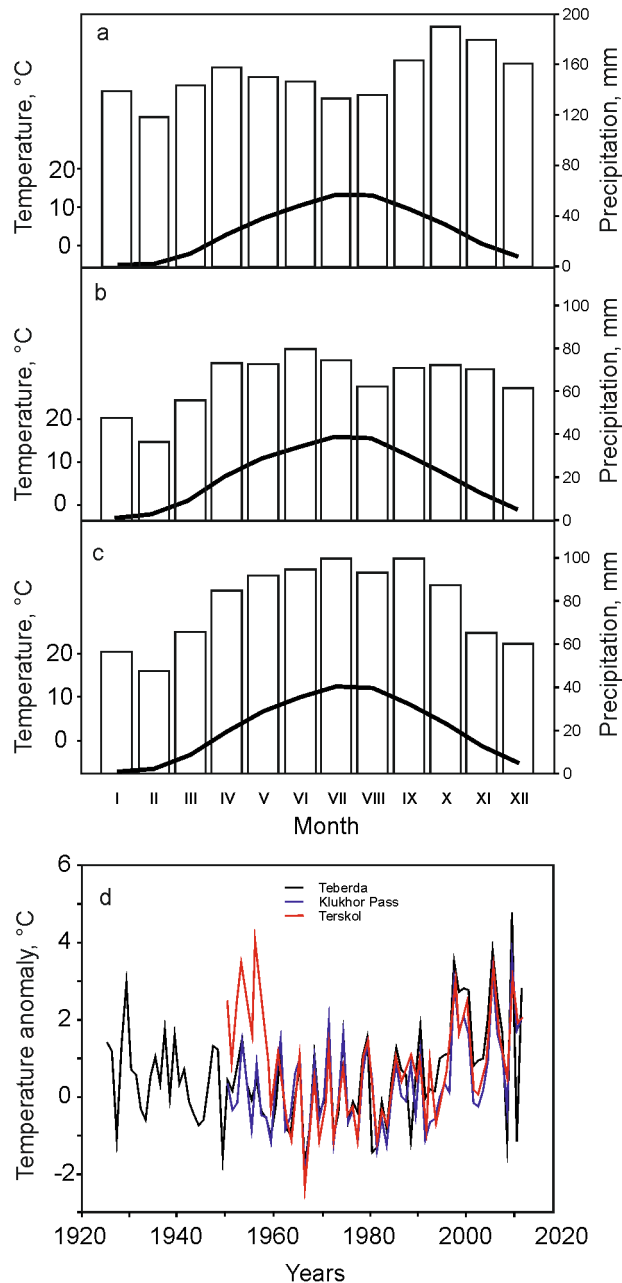 a
Temperature, °C
20
10
0
200
160
120
80
40
0
Precipitation, mm
b
Temperature, °C
20
10
0
100
80
60
40
20
0
Precipitation, mm
c
Temperature, °C
20
10
0
100
80
60
40
20
0
Precipitation, mm
I II III IV V VI VII VIII IX X XI XII
Month
d
Temperature anomaly, °C
6
4
2
0
-2
Teberda
Klukhor Pass
Terskol
1920 1940 1960 1980 2000 2020
Years